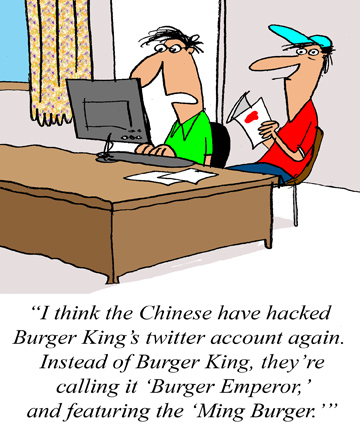 “I think the Chinese have hacked
Burger King’s twitter account again.
Instead of Burger King, they’re
calling it ‘Burger Emperor,’
and featuring the ‘Ming Burger.’”